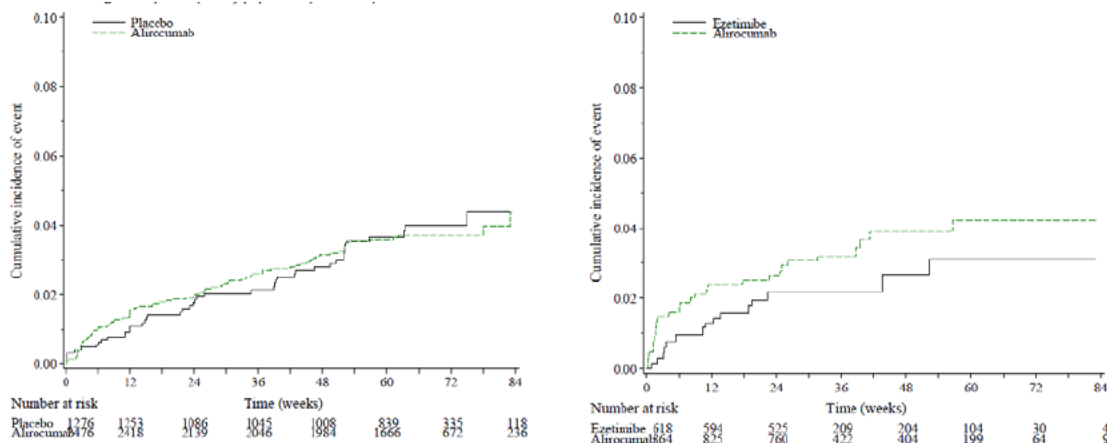 Placebo
Alirocumab
0.10
0.08
0.06
0.04
0.02
0.00
Cumulative incidence of event
0 12 24 36 48 60 72 84
Number at risk Time (weeks)
Placebo 1276 1253 1086 1045 1008 839 335 118
Alirocumab 2476 2418 2139 2046 1984 1666 672 236
Ezetimibe
Alirocumab
0.10
0.08
0.06
0.04
0.02
0.00
Cumulative incidence of event
0 12 24 36 48 60 72 84
Number at risk Time (weeks)
Ezetimibe 618 594 525 209 204 104 30
Alirocumab 864 825 760 422 404 199 64